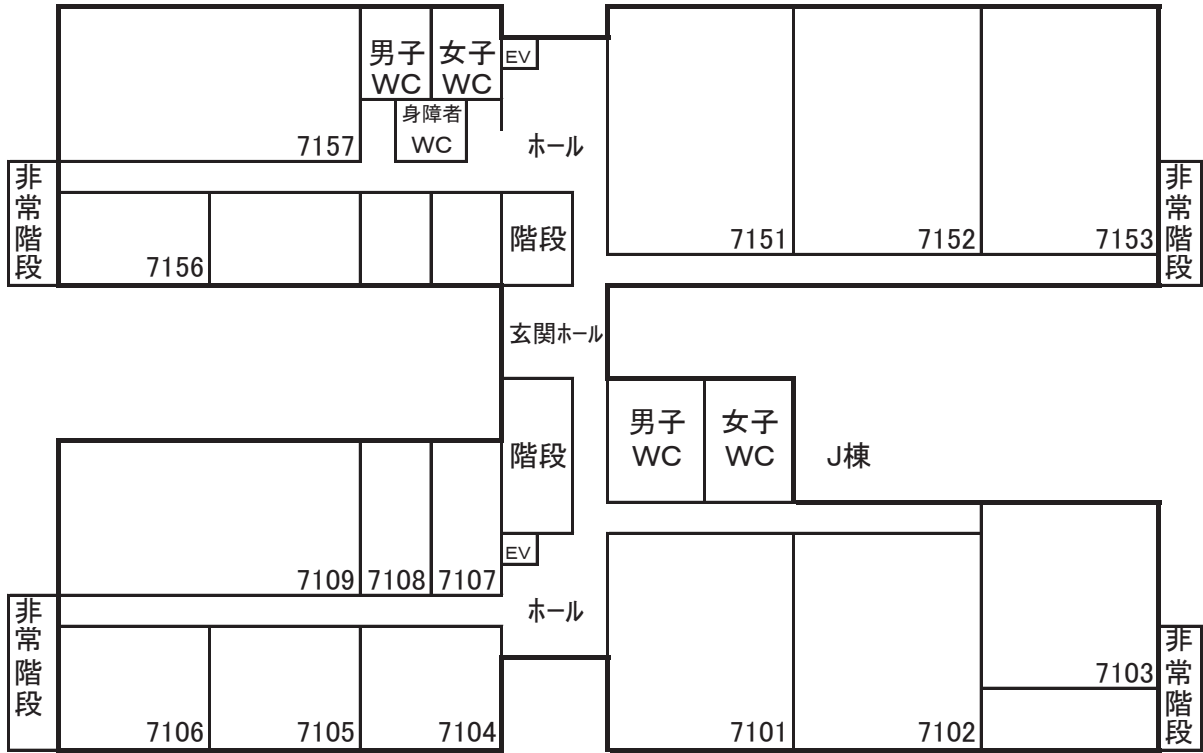 男子
WC
女子
WC
EV
身障者
WC
7157
ホール
非常階段
7156
階段
7151
7152
7153
非常階段
玄関ホール
階段
男子
WC
女子
WC
J棟
EV
7109
7108
7107
ホール
非常階段
7106
7105
7104
7101
7102
7103
非常階段